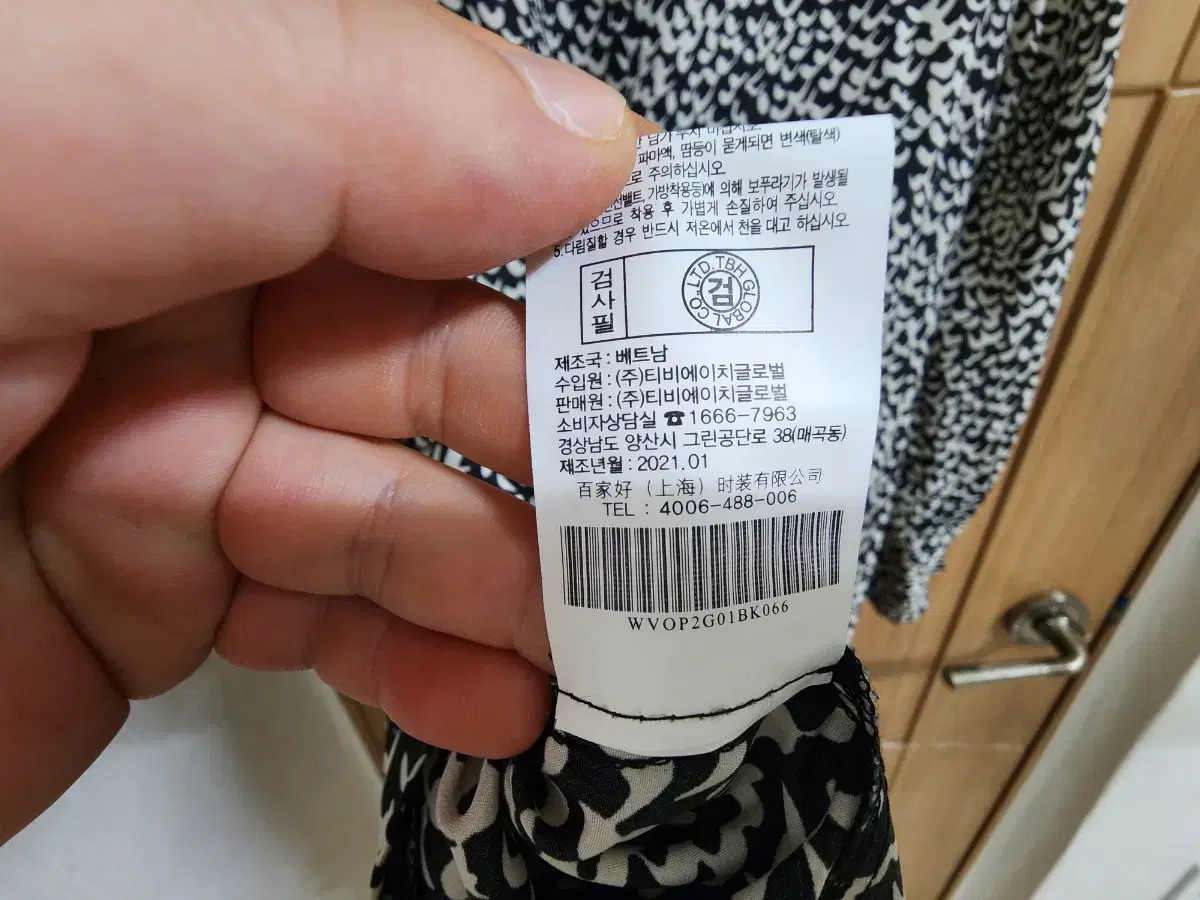 파마액, 땀등이 묻게되면 변색(탈색)
로 주의하십시오
벨트, 가방착용등에 의해 보푸라기가 발생될
있으므로 착용 후 가볍게 손질하여 주십시오
5. 다림질할 경우 반드시 저온에서 천을 대고 하십시오
검사필
CO.,LTD. TBH GLOBAL
검
제조국 : 베트남
수입원 : (주)티비에이치글로벌
판매원 : (주)티비에이치글로벌
소비자상담실 ☎1666-7963
경상남도 양산시 그린공단로 38(매곡동)
제조년월 : 2021.01
百家好（上海）时装有限公司
TEL : 4006-488-006
WVOP2G01BK066